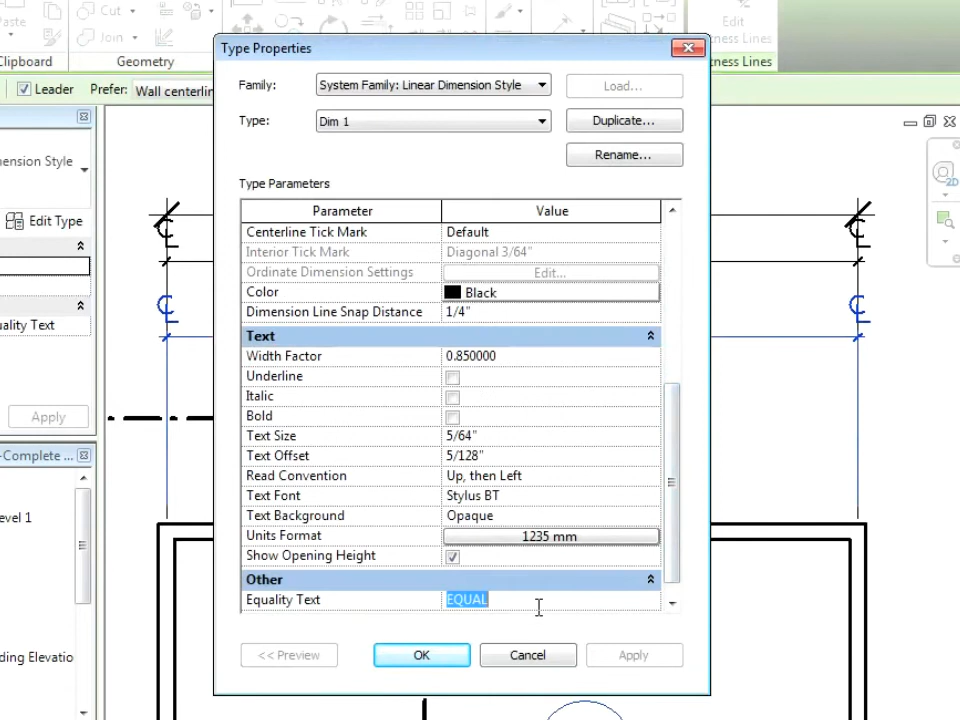 Paste
Cut
Join
Clipboard
Geometry
Edit
Leader
Prefer:
Wall centerlin
Type Properties
Family:
System Family: Linear Dimension Style
Load...
Type:
Dim 1
Duplicate...
Rename...
Type Parameters
Parameter
Value
Centerline Tick Mark
Default
Interior Tick Mark
Diagonal 3/64"
Ordinate Dimension Settings
Edit...
Color
Black
Dimension Line Snap Distance
1/4"
Text
Width Factor
0.850000
Underline
Italic
Bold
Text Size
5/64"
Text Offset
5/128"
Read Convention
Up, then Left
Text Font
Stylus BT
Text Background
Opaque
Units Format
1235 mm
Show Opening Height
Other
Equality Text
EQUAL
<< Preview
OK
Cancel
Apply
ness Lines
ness Lines
ension Style
Edit Type
ality Text
Apply
-Complete ...
evel 1
ding Elevatio
2D